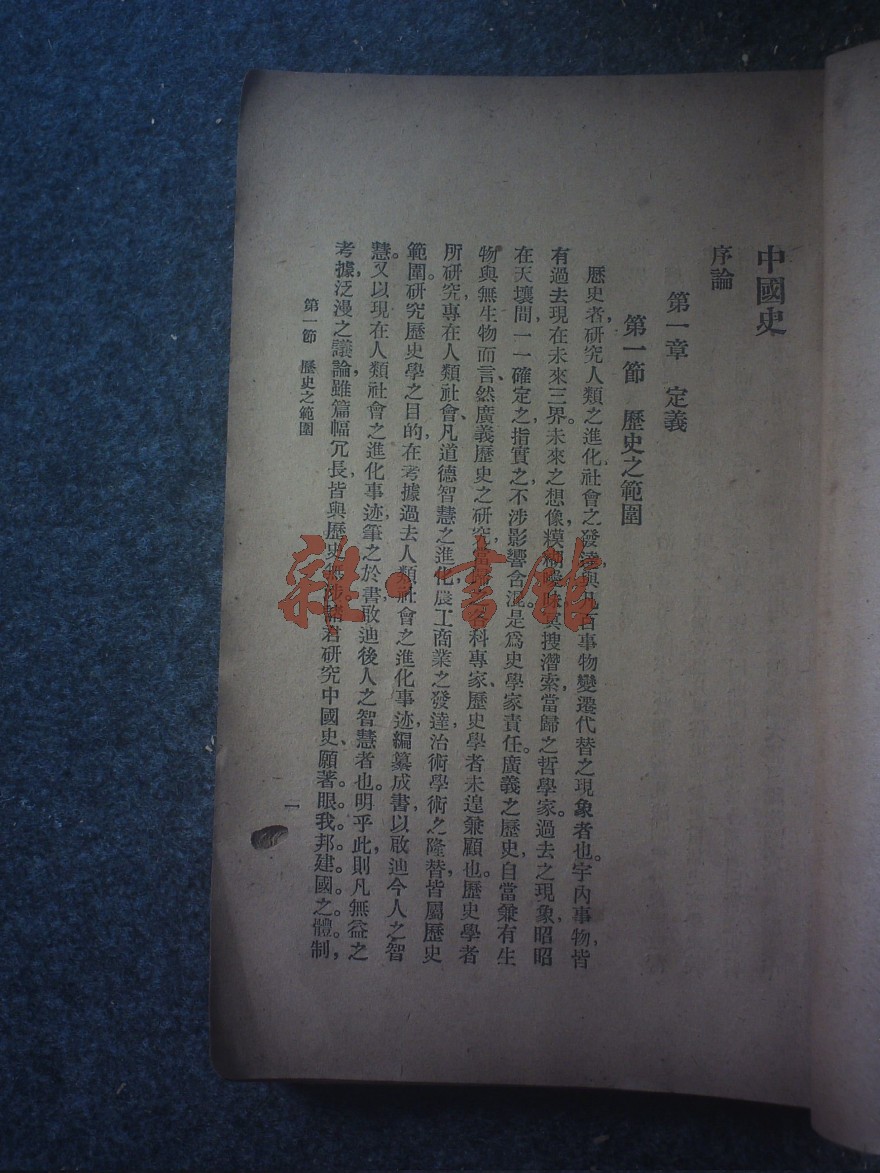 中國史
序論
第一章 定義
第一節 歷史之範圍
歷史者研究人類之進化社會之發達與凡百事物變遷代替之現象者也。宇內事物皆
有過去現在未來三界。未來之想像糢糊曖昧冥搜潛索當歸之哲學家過去之現象昭昭
在天壤間一一確定之指實之不涉影響含混是爲史學家責任。廣義之歷史自當兼有生
物與無生物而言然廣義歷史之研究當歸之各科專家歷史學者未遑兼顧也。歷史學者
所研究專在人類社會凡道德智慧之進化農工商業之發達治術學術之隆替皆屬歷史
範圍。研究歷史學之目的在考據過去人類社會之進化事迹編纂成書以啟迪今人之智
慧。又以現在人類社會之進化事迹筆之於書啟迪後人之智慧者也。明乎此則凡無益之
考據泛漫之議論雖篇幅冗長皆與歷史無涉諸君研究中國史願著眼我邦建國之體制，
第一節 歷史之範圍
一
雜·書館